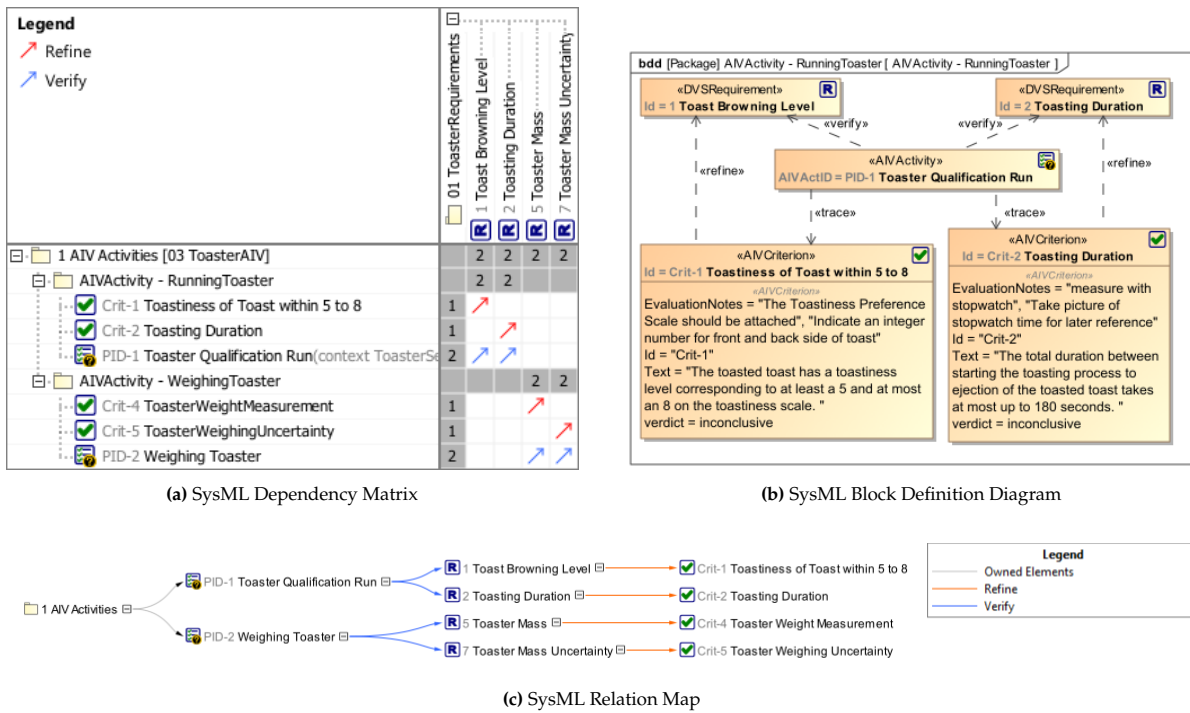 Legend
Refine
Verify
01 ToasterRequirements
1 Toast Browning Level
2 Toasting Duration
5 Toaster Mass
7 Toaster Mass Uncertainty
R R R R
1 AIV Activities [03 ToasterAIV] 2 2 2 2
AIVActivity - RunningToaster 2 2
Crit-1 Toastiness of Toast within 5 to 8 1
Crit-2 Toasting Duration 1
PID-1 Toaster Qualification Run(context ToasterSe 2
AIVActivity - WeighingToaster 2 2
Crit-4 ToasterWeightMeasurement 1
Crit-5 ToasterWeighingUncertainty 1
PID-2 Weighing Toaster 2
(a) SysML Dependency Matrix
bdd [Package] AIVActivity - RunningToaster [ AIVActivity - RunningToaster ]
«DVSRequirement» R
Id = 1 Toast Browning Level
«DVSRequirement» R
Id = 2 Toasting Duration
«verify»
«verify»
«refine»
«AIVActivity»
AIVActID = PID-1 Toaster Qualification Run
«refine»
«trace»
«trace»
«AIVCriterion»
Id = Crit-1 Toastiness of Toast within 5 to 8
«AIVCriterion»
EvaluationNotes = "The Toastiness Preference
Scale should be attached", "Indicate an integer
number for front and back side of toast"
Id = "Crit-1"
Text = "The toasted toast has a toastiness
level corresponding to at least a 5 and at most
an 8 on the toastiness scale. "
verdict = inconclusive
«AIVCriterion»
Id = Crit-2 Toasting Duration
«AIVCriterion»
EvaluationNotes = "measure with
stopwatch", "Take picture of
stopwatch time for later reference"
Id = "Crit-2"
Text = "The total duration between
starting the toasting process to
ejection of the toasted toast takes
at most up to 180 seconds. "
verdict = inconclusive
(b) SysML Block Definition Diagram
1 AIV Activities
PID-1 Toaster Qualification Run
PID-2 Weighing Toaster
R 1 Toast Browning Level
R 2 Toasting Duration
R 5 Toaster Mass
R 7 Toaster Mass Uncertainty
Crit-1 Toastiness of Toast within 5 to 8
Crit-2 Toasting Duration
Crit-4 Toaster Weight Measurement
Crit-5 Toaster Weighing Uncertainty
Legend
Owned Elements
Refine
Verify
(c) SysML Relation Map